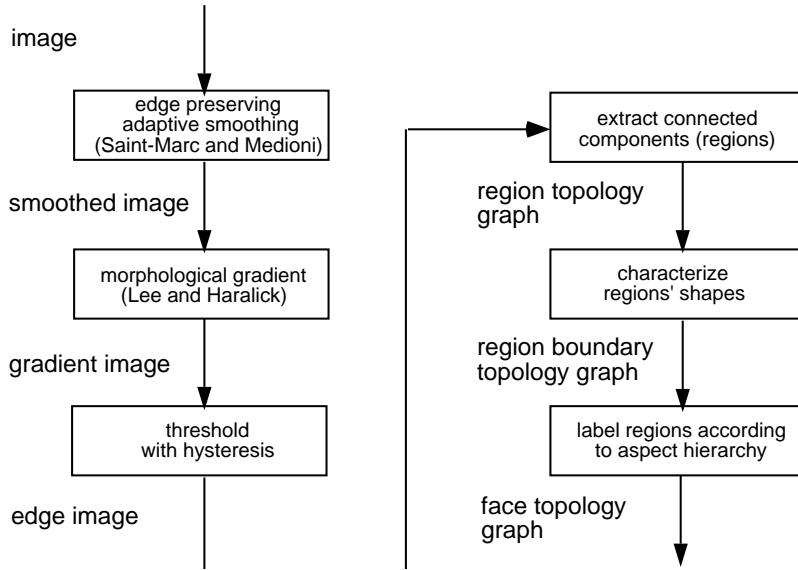 image
edge preserving
adaptive smoothing
(Saint-Marc and Medioni)
smoothed image
morphological gradient
(Lee and Haralick)
gradient image
threshold
with hysteresis
edge image
extract connected
components (regions)
region topology
graph
characterize
regions' shapes
region boundary
topology graph
label regions according
to aspect hierarchy
face topology
graph